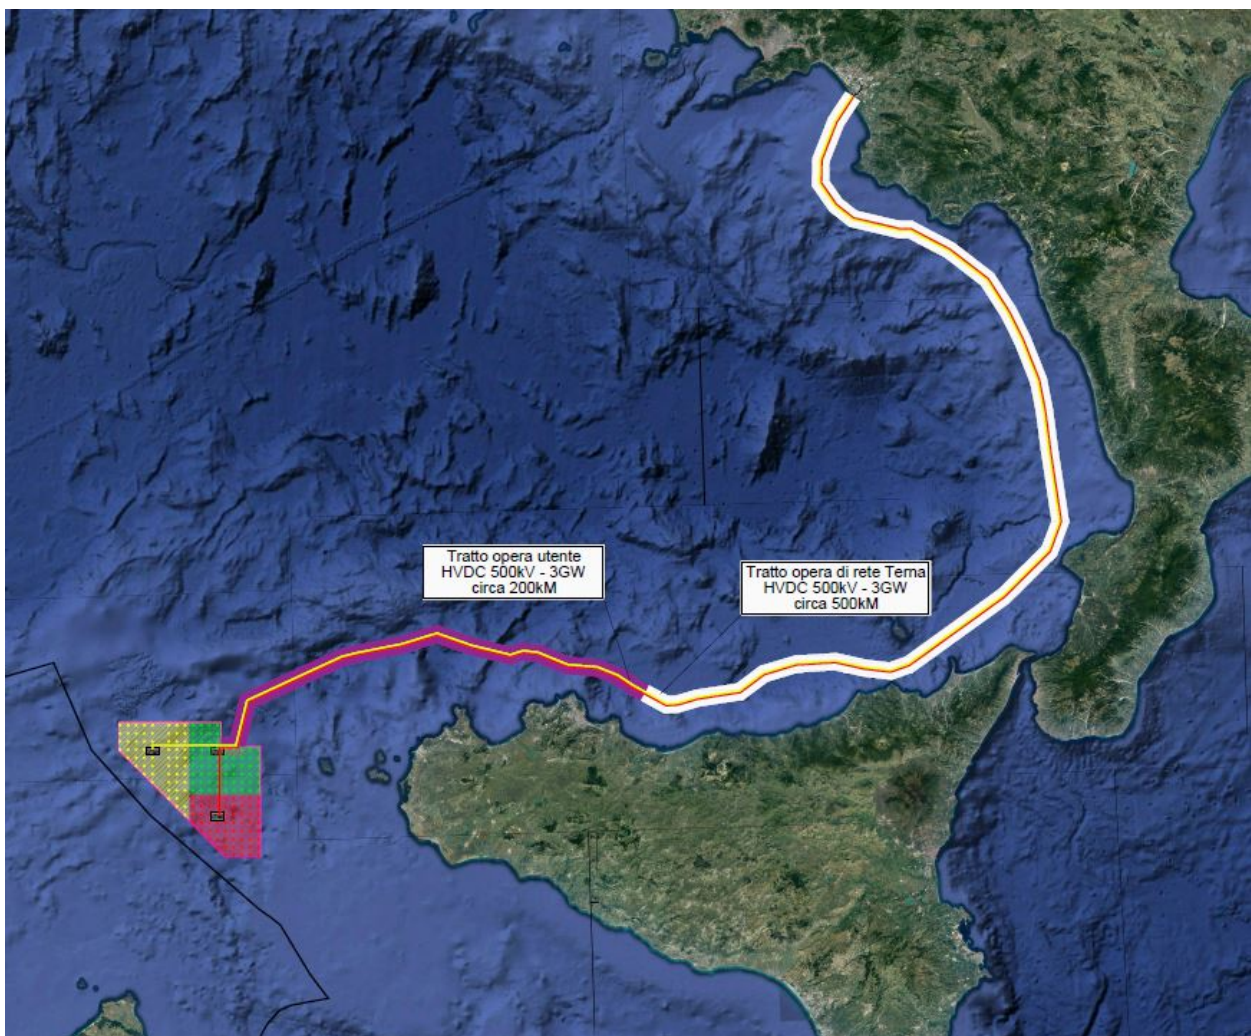 Tratto opera utente
HVDC 500kV - 3GW
circa 200kM
Tratto opera di rete Terna
HVDC 500kV - 3GW
circa 500kM